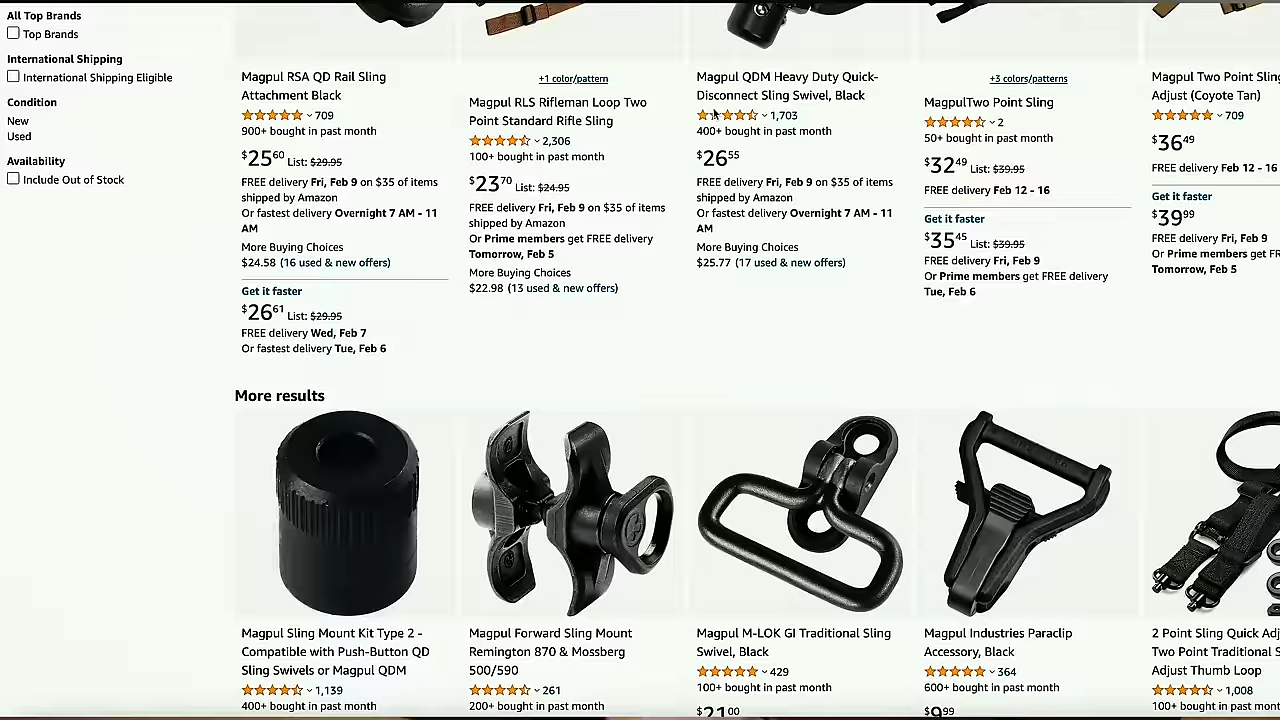 All Top Brands
Top Brands
International Shipping
International Shipping Eligible
Condition
New
Used
Availability
Include Out of Stock
Magpul RSA QD Rail Sling
Attachment Black
709
900+ bought in past month
$25 60 List: $29.95
FREE delivery Fri, Feb 9 on $35 of items
shipped by Amazon
Or fastest delivery Overnight 7 AM - 11
AM
More Buying Choices
$24.58 (16 used & new offers)
Get it faster
$26 61 List: $29.95
FREE delivery Wed, Feb 7
Or fastest delivery Tue, Feb 6
+1 color/pattern
Magpul RLS Rifleman Loop Two
Point Standard Rifle Sling
2,306
100+ bought in past month
$23 70 List: $24.95
FREE delivery Fri, Feb 9 on $35 of items
shipped by Amazon
Or Prime members get FREE delivery
Tomorrow, Feb 5
More Buying Choices
$22.98 (13 used & new offers)
Magpul QDM Heavy Duty Quick-
Disconnect Sling Swivel, Black
1,703
400+ bought in past month
$26 55
FREE delivery Fri, Feb 9 on $35 of items
shipped by Amazon
Or fastest delivery Overnight 7 AM - 11
AM
More Buying Choices
$25.77 (17 used & new offers)
+3 colors/patterns
MagpulTwo Point Sling
2
50+ bought in past month
$32 49 List: $39.95
FREE delivery Feb 12 - 16
Get it faster
$35 45 List: $39.95
FREE delivery Fri, Feb 9
Or Prime members get FREE delivery
Tue, Feb 6
Magpul Two Point Sling
Adjust (Coyote Tan)
709
$36 49
FREE delivery Feb 12 - 16
Get it faster
$39 99
FREE delivery Fri, Feb 9
Or Prime members get FR
Tomorrow, Feb 5
More results
Magpul Sling Mount Kit Type 2 -
Compatible with Push-Button QD
Sling Swivels or Magpul QDM
1,139
400+ bought in past month
Magpul Forward Sling Mount
Remington 870 & Mossberg
500/590
261
200+ bought in past month
Magpul M-LOK GI Traditional Sling
Swivel, Black
429
100+ bought in past month
$21 00
Magpul Industries Paraclip
Accessory, Black
364
600+ bought in past month
$9 99
2 Point Sling Quick Adj
Two Point Traditional S
Adjust Thumb Loop
1,008
100+ bought in past mont